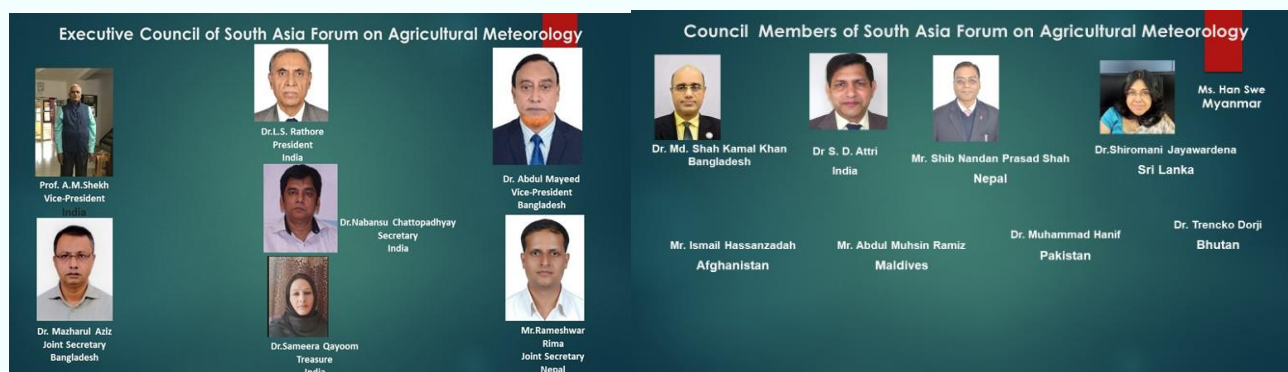 Executive Council of South Asia Forum on Agricultural Meteorology
Prof. A.M.Shekh
Vice-President
India
Dr.L.S. Rathore
President
India
Dr. Abdul Mayeed
Vice-President
Bangladesh
Dr.Nabansu Chattopadhyay
Secretary
India
Dr. Mazharul Aziz
Joint Secretary
Bangladesh
Dr.Sameera Qayoom
Treasure
India
Mr.Rameshwar
Rima
Joint Secretary
Nepal
Council Members of South Asia Forum on Agricultural Meteorology
Dr. Md. Shah Kamal Khan
Bangladesh
Dr S. D. Attri
India
Mr. Shib Nandan Prasad Shah
Nepal
Dr.Shiromani Jayawardena
Sri Lanka
Ms. Han Swe
Myanmar
Mr. Ismail Hassanzadah
Afghanistan
Mr. Abdul Muhsin Ramiz
Maldives
Dr. Muhammad Hanif
Pakistan
Dr. Trencko Dorji
Bhutan